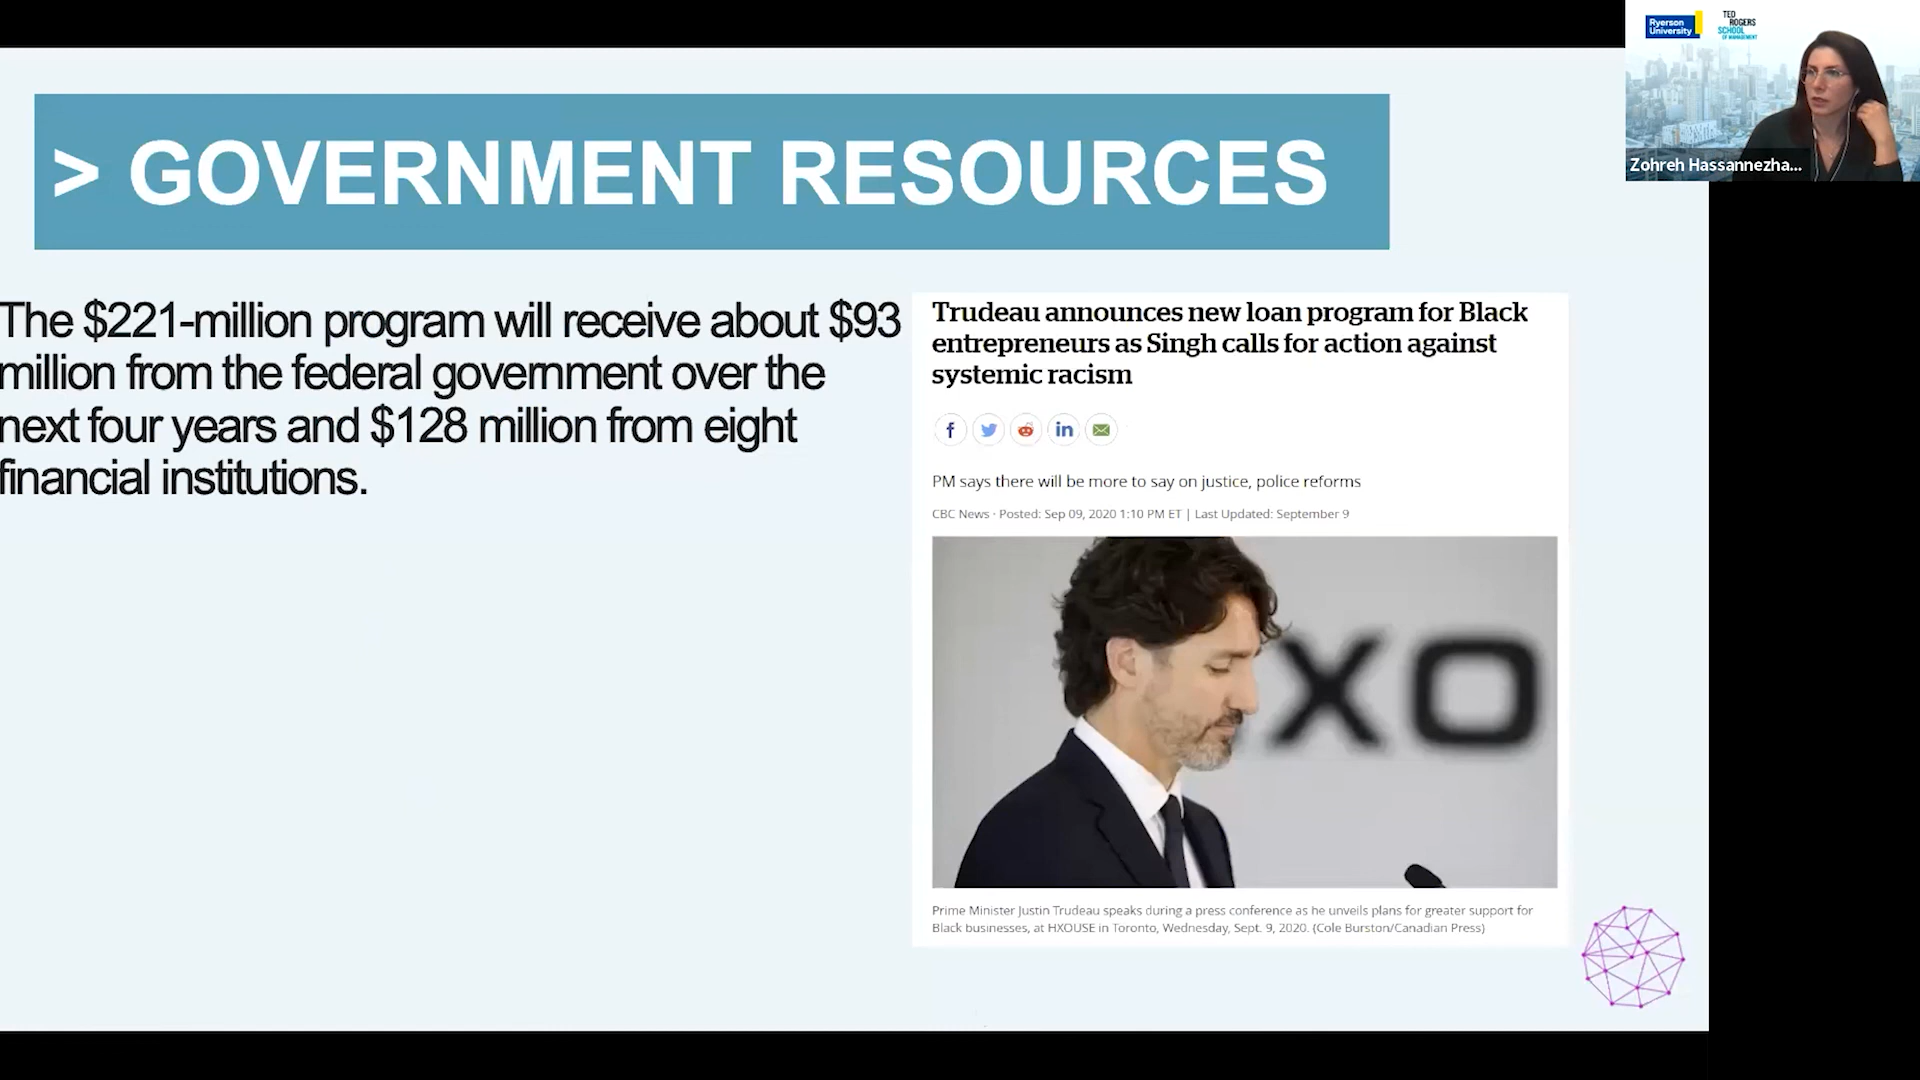 > GOVERNMENT RESOURCES
The $221-million program will receive about $93
million from the federal government over the
next four years and $128 million from eight
financial institutions.
Trudeau announces new loan program for Black
entrepreneurs as Singh calls for action against
systemic racism
PM says there will be more to say on justice, police reforms
CBC News · Posted: Sep 09, 2020 1:10 PM ET | Last Updated: September 9
XO
Prime Minister Justin Trudeau speaks during a press conference as he unveils plans for greater support for
Black businesses, at HXOUSE in Toronto, Wednesday, Sept. 9, 2020. (Cole Burston/Canadian Press)
Ryerson
University
TED
ROGERS
SCHOOL
OF MANAGEMENT
Zohreh Hassannezha...